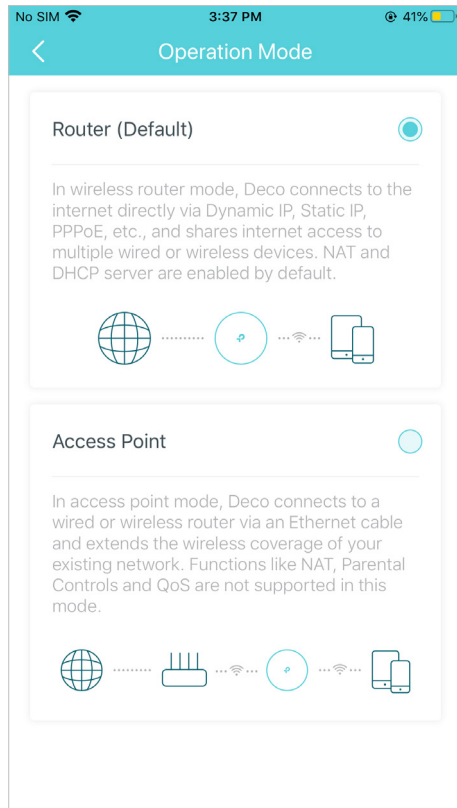 No SIM 3:37 PM 41%
Operation Mode
Router (Default)
In wireless router mode, Deco connects to the
internet directly via Dynamic IP, Static IP,
PPPoE, etc., and shares internet access to
multiple wired or wireless devices. NAT and
DHCP server are enabled by default.
Access Point
In access point mode, Deco connects to a
wired or wireless router via an Ethernet cable
and extends the wireless coverage of your
existing network. Functions like NAT, Parental
Controls and QoS are not supported in this
mode.